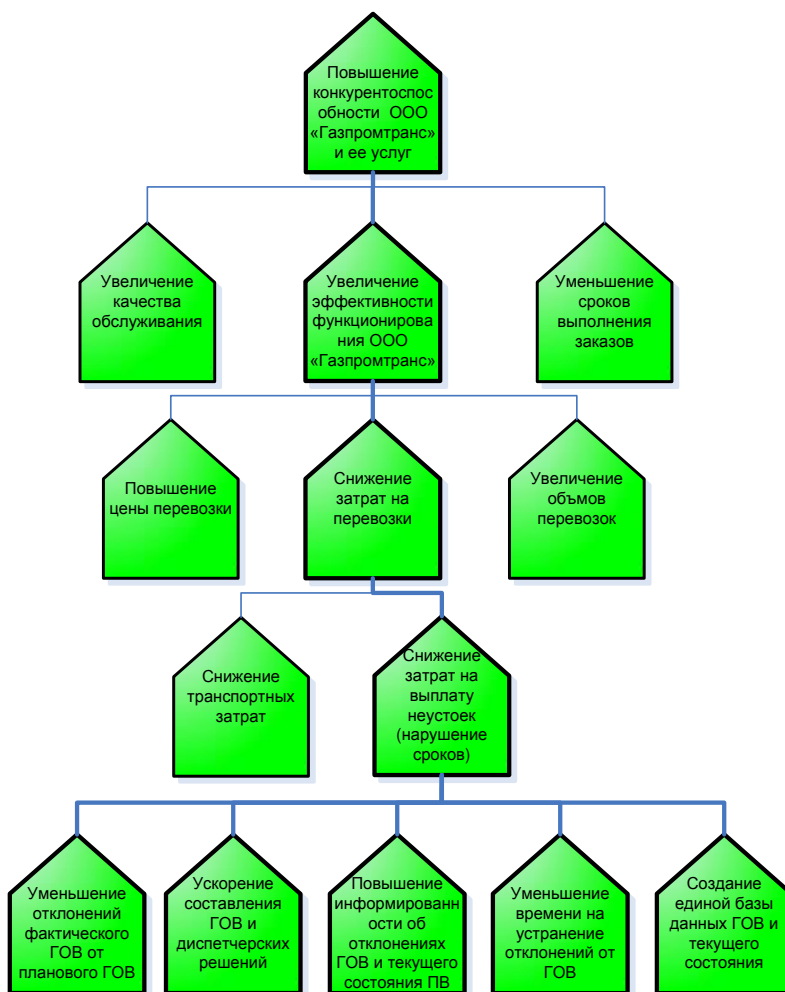 Повышение
конкурентоспос
обности ООО
«Газпромтранс»
и ее услуг
Увеличение
качества
обслуживания
Увеличение
эффективности
функционирова
ния ООО
«Газпромтранс»
Уменьшение
сроков
выполнения
заказов
Повышение
цены перевозки
Снижение
затрат на
перевозки
Увеличение
объмов
перевозок
Снижение
транспортных
затрат
Снижение
затрат на
выплату
неустоек
(нарушение
сроков)
Уменьшение
отклонений
фактического
ГОВ от
планового ГОВ
Ускорение
составления
ГОВ и
диспетчерских
решений
Повышение
информированн
ости об
отклонениях
ГОВ и текущего
состояния ПВ
Уменьшение
времени на
устранение
отклонений от
ГОВ
Создание
единой базы
данных ГОВ и
текущего
состояния